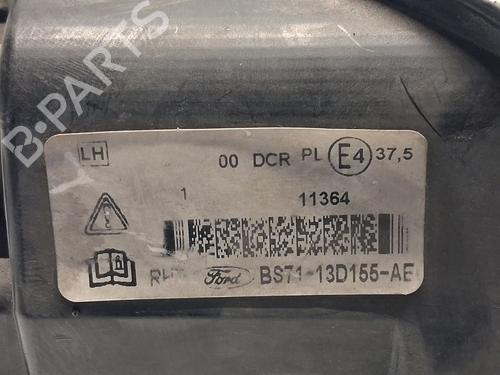 B-PARTS
LH 00 DCR PL E4 37,5
1 11364
Ford BS71-13D155-AE